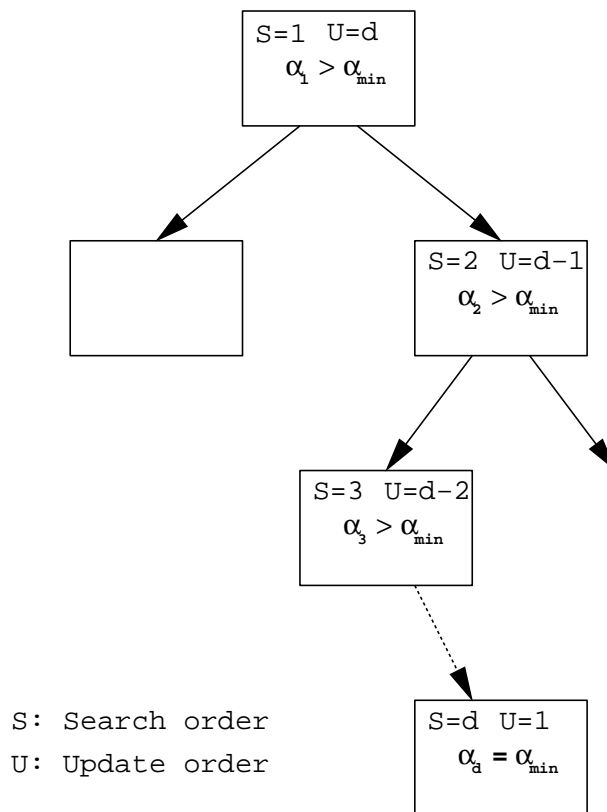 S=1 U=d
α₁ > αmin
S=2 U=d−1
α₂ > αmin
S=3 U=d−2
α₃ > αmin
S=d U=1
αd = αmin
S: Search order
U: Update order